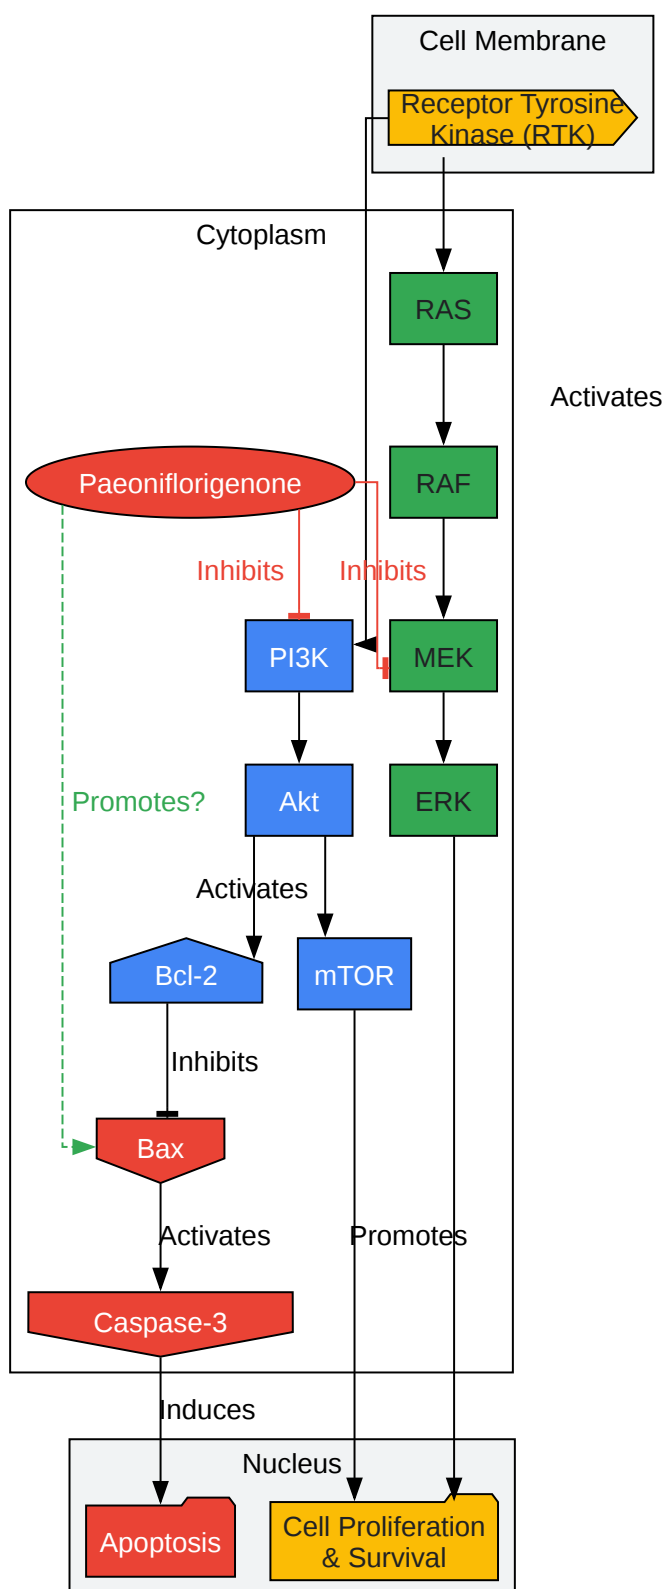 Cell Membrane
Receptor Tyrosine
Kinase (RTK)
Cytoplasm
RAS
Activates
Paeoniflorigenone
RAF
Inhibits
Inhibits
PI3K
MEK
Promotes?
Akt
ERK
Activates
Bcl-2
mTOR
Inhibits
Bax
Activates
Promotes
Caspase-3
Induces
Nucleus
Apoptosis
Cell Proliferation
& Survival